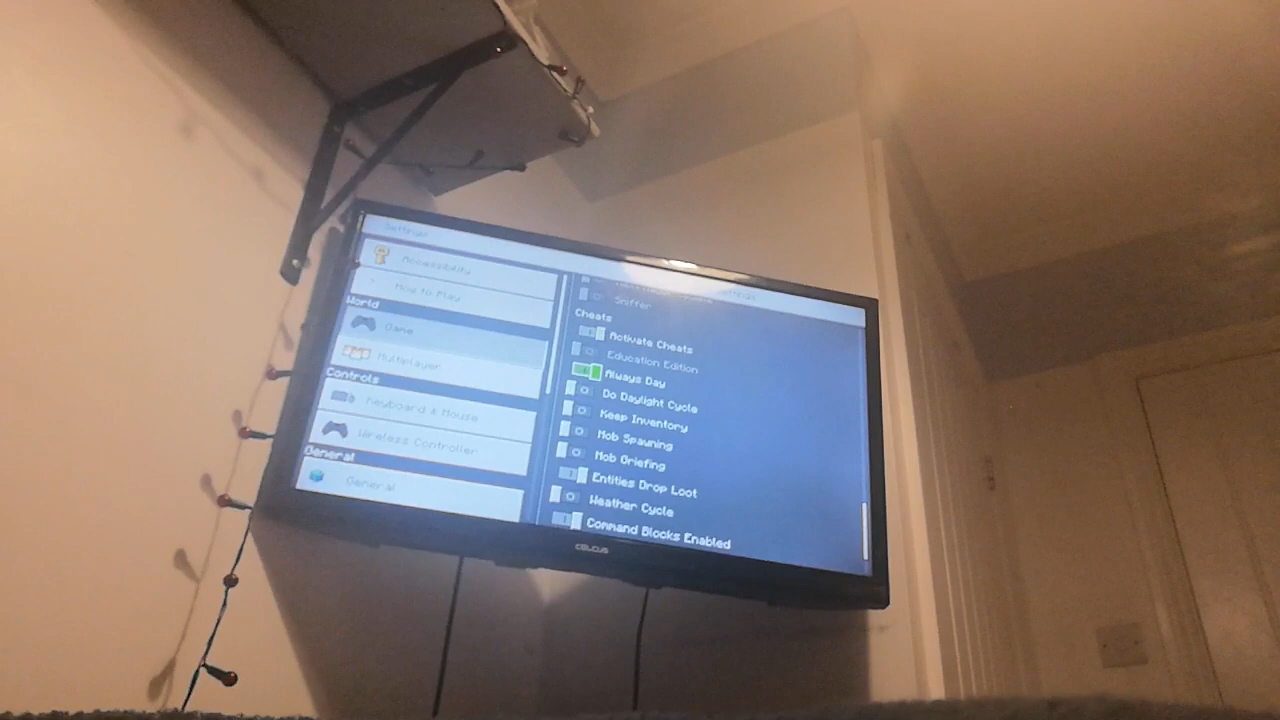 Settings
Accessibility
How to Play
World
Game
Multiplayer
Controls
Keyboard & Mouse
Wireless Controller
General
General
Sniffer
Cheats
Activate Cheats
Education Edition
Always Day
Do Daylight Cycle
Keep Inventory
Mob Spawning
Mob Griefing
Entities Drop Loot
Weather Cycle
Command Blocks Enabled
CELCUS